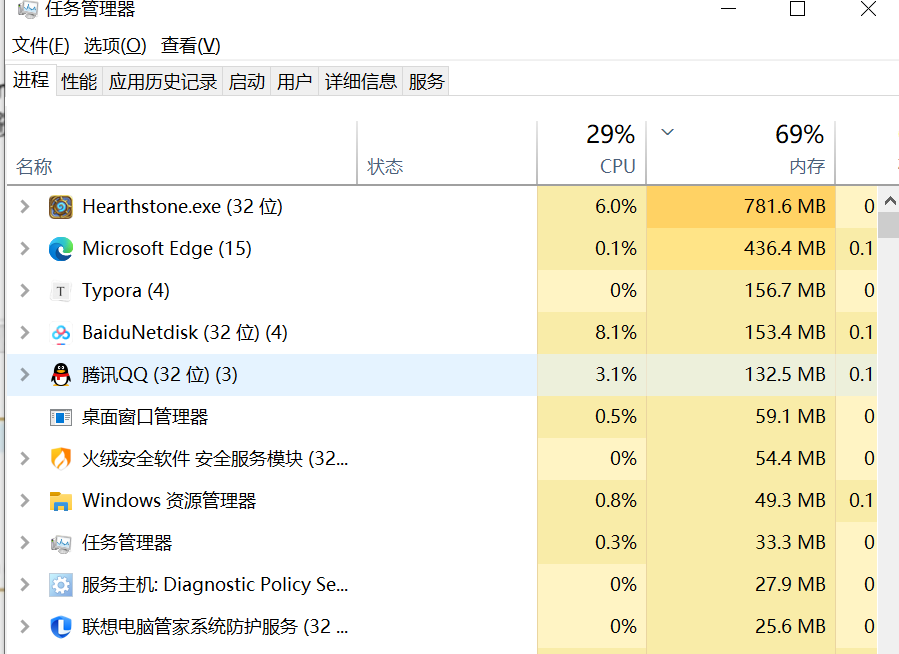 任务管理器
文件(F) 选项(O) 查看(V)
进程 性能 应用历史记录 启动 用户 详细信息 服务
29% 69%
名称 状态 CPU 内存
Hearthstone.exe (32 位) 6.0% 781.6 MB 0
Microsoft Edge (15) 0.1% 436.4 MB 0.1
T Typora (4) 0% 156.7 MB 0
BaiduNetdisk (32 位) (4) 8.1% 153.4 MB 0.1
腾讯QQ (32 位) (3) 3.1% 132.5 MB 0.1
桌面窗口管理器 0.5% 59.1 MB 0
火绒安全软件 安全服务模块 (32... 0% 54.4 MB 0
Windows 资源管理器 0.8% 49.3 MB 0.1
任务管理器 0.3% 33.3 MB 0
服务主机: Diagnostic Policy Se... 0% 27.9 MB 0
联想电脑管家系统防护服务 (32 ... 0% 25.6 MB 0